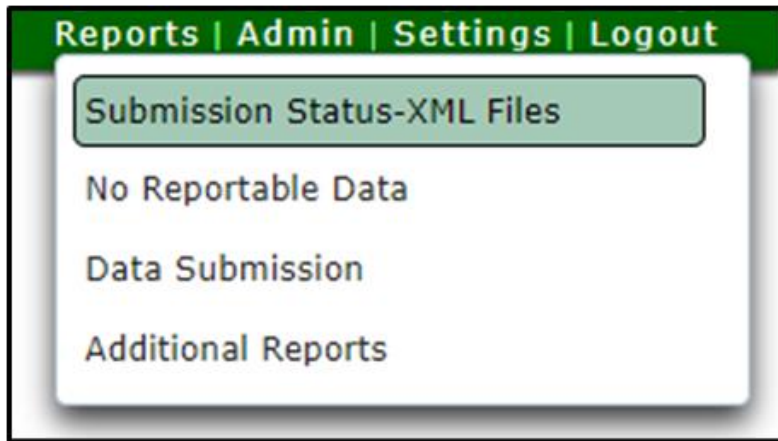 Reports | Admin | Settings | Logout
Submission Status-XML Files
No Reportable Data
Data Submission
Additional Reports